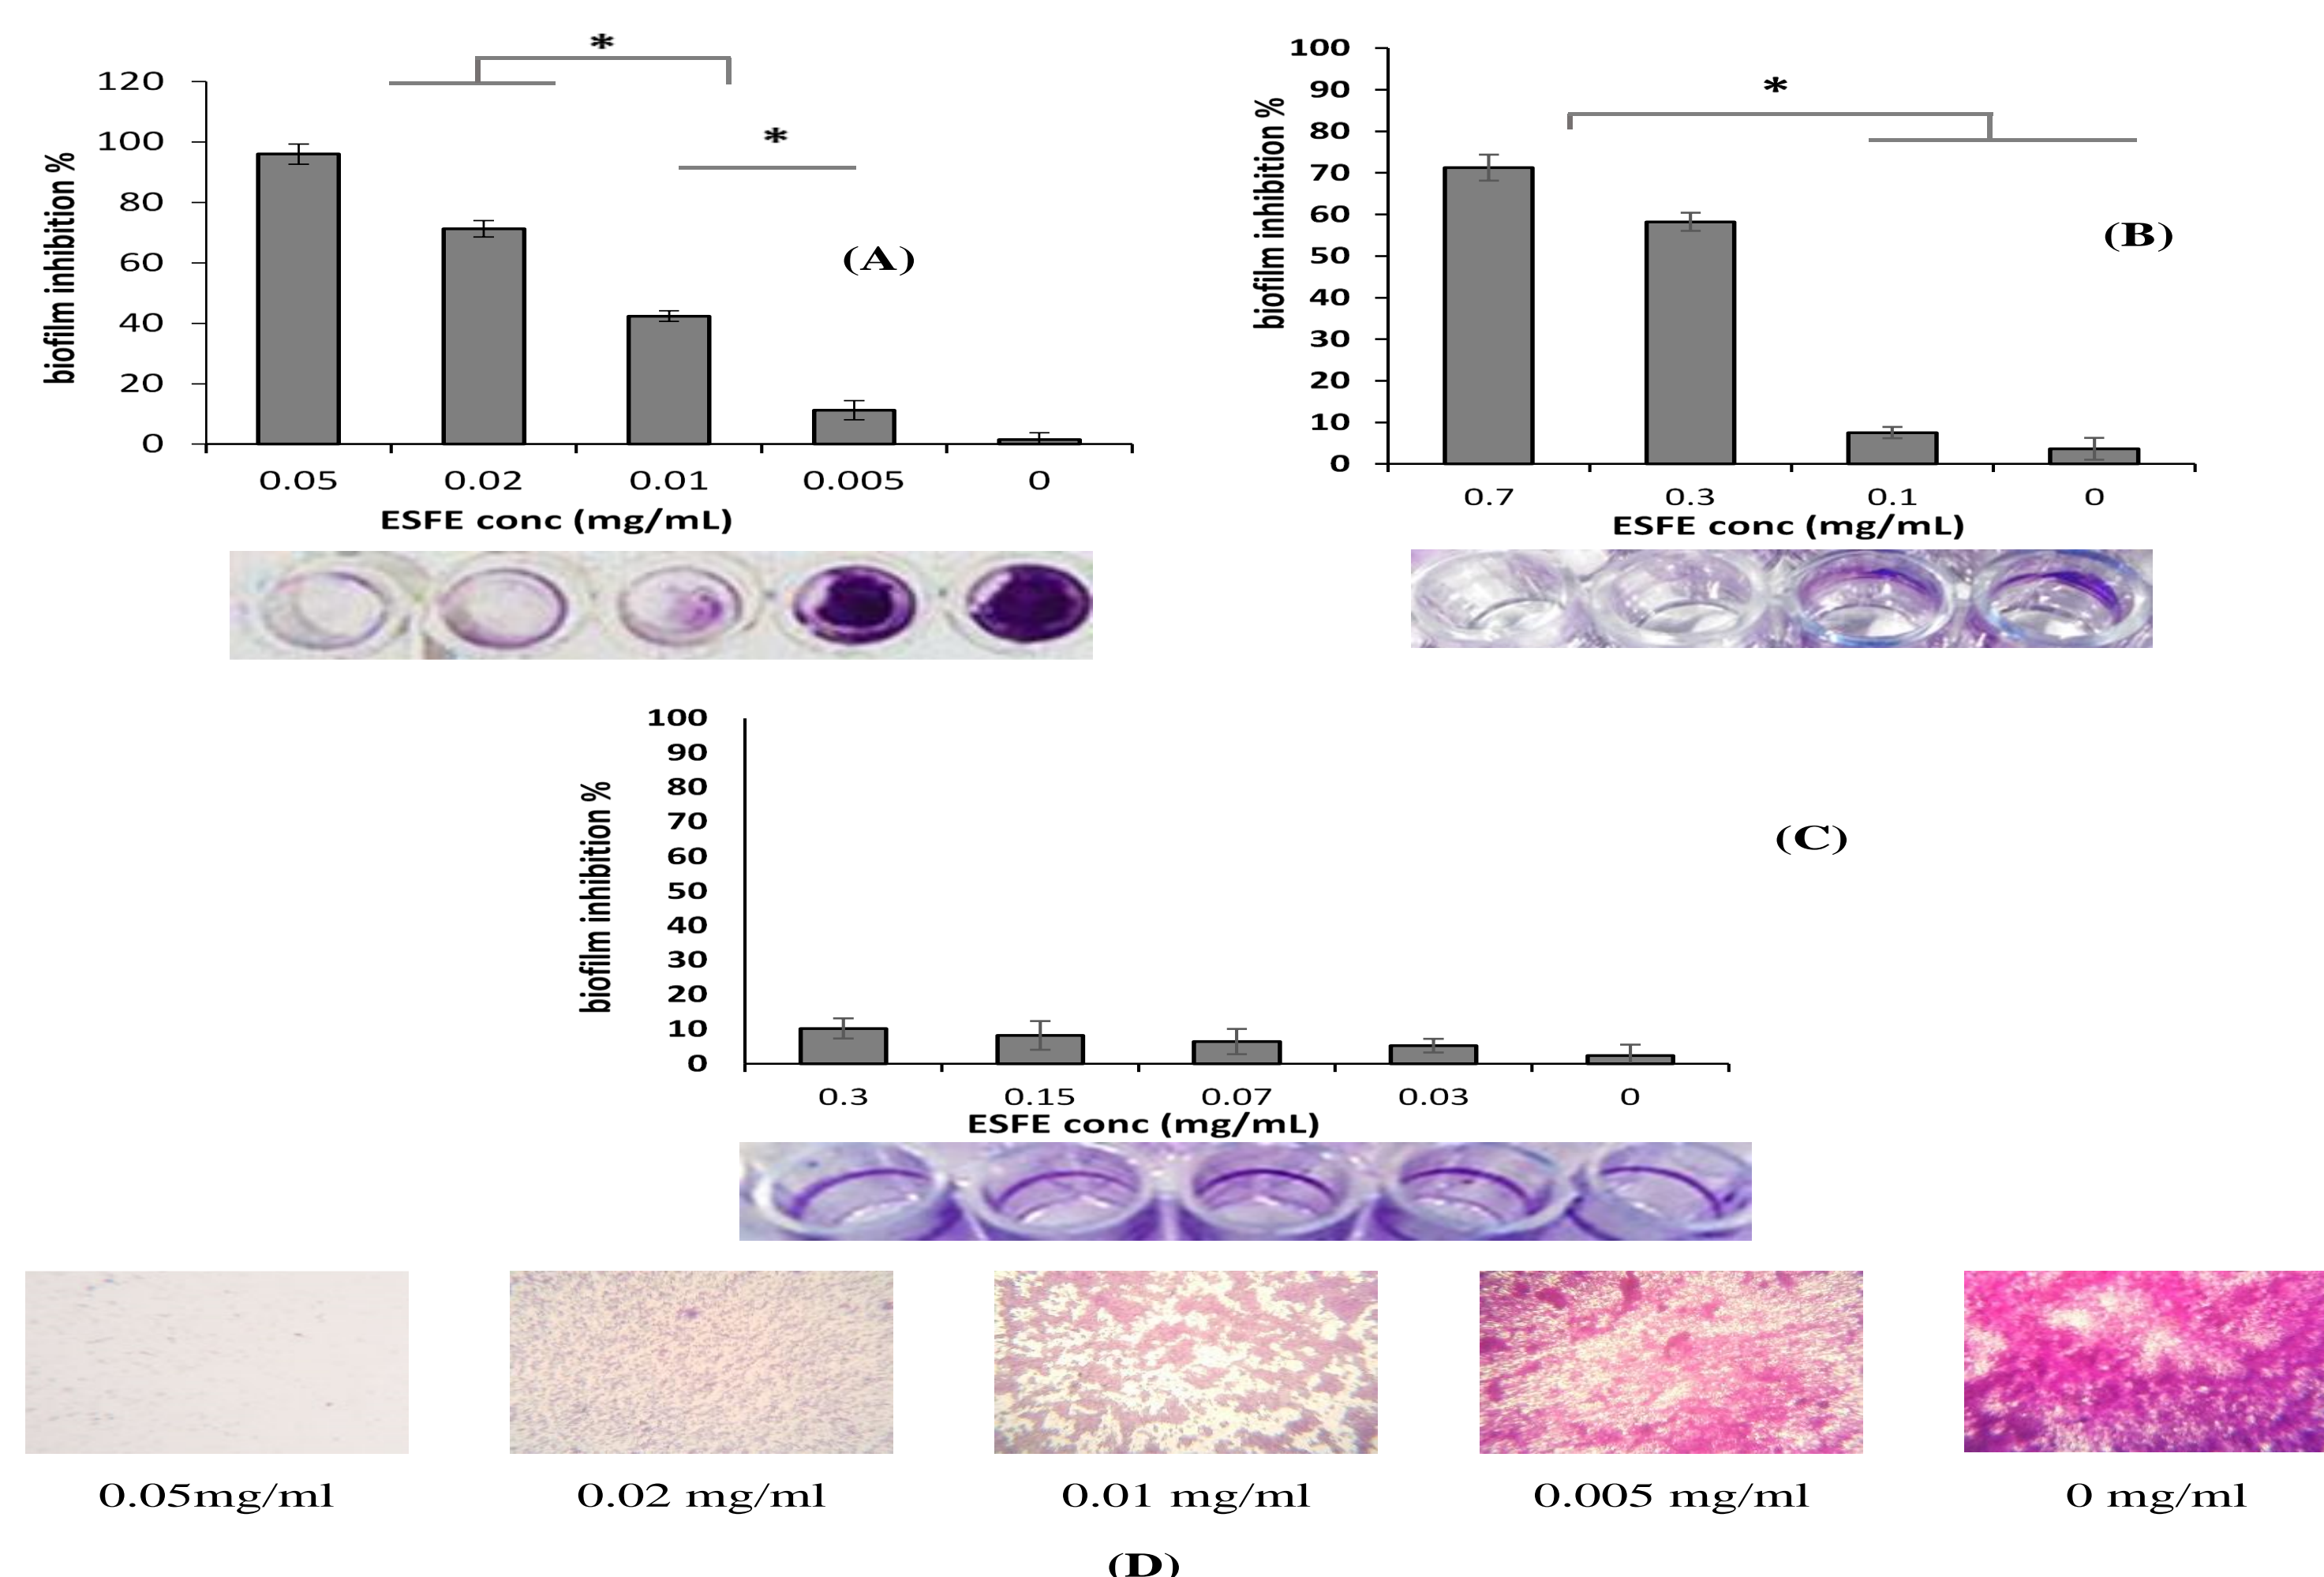 *
120
100
80
60
40
20
0
biofilm inhibition %
*
(A)
0.05 0.02 0.01 0.005 0
ESFE conc (mg/mL)
100
90
80
70
60
50
40
30
20
10
0
biofilm inhibition %
*
(B)
0.7 0.3 0.1 0
ESFE conc (mg/mL)
100
90
80
70
60
50
40
30
20
10
0
biofilm inhibition %
(C)
0.3 0.15 0.07 0.03 0
ESFE conc (mg/mL)
0.05mg/ml 0.02 mg/ml 0.01 mg/ml 0.005 mg/ml 0 mg/ml
(D)